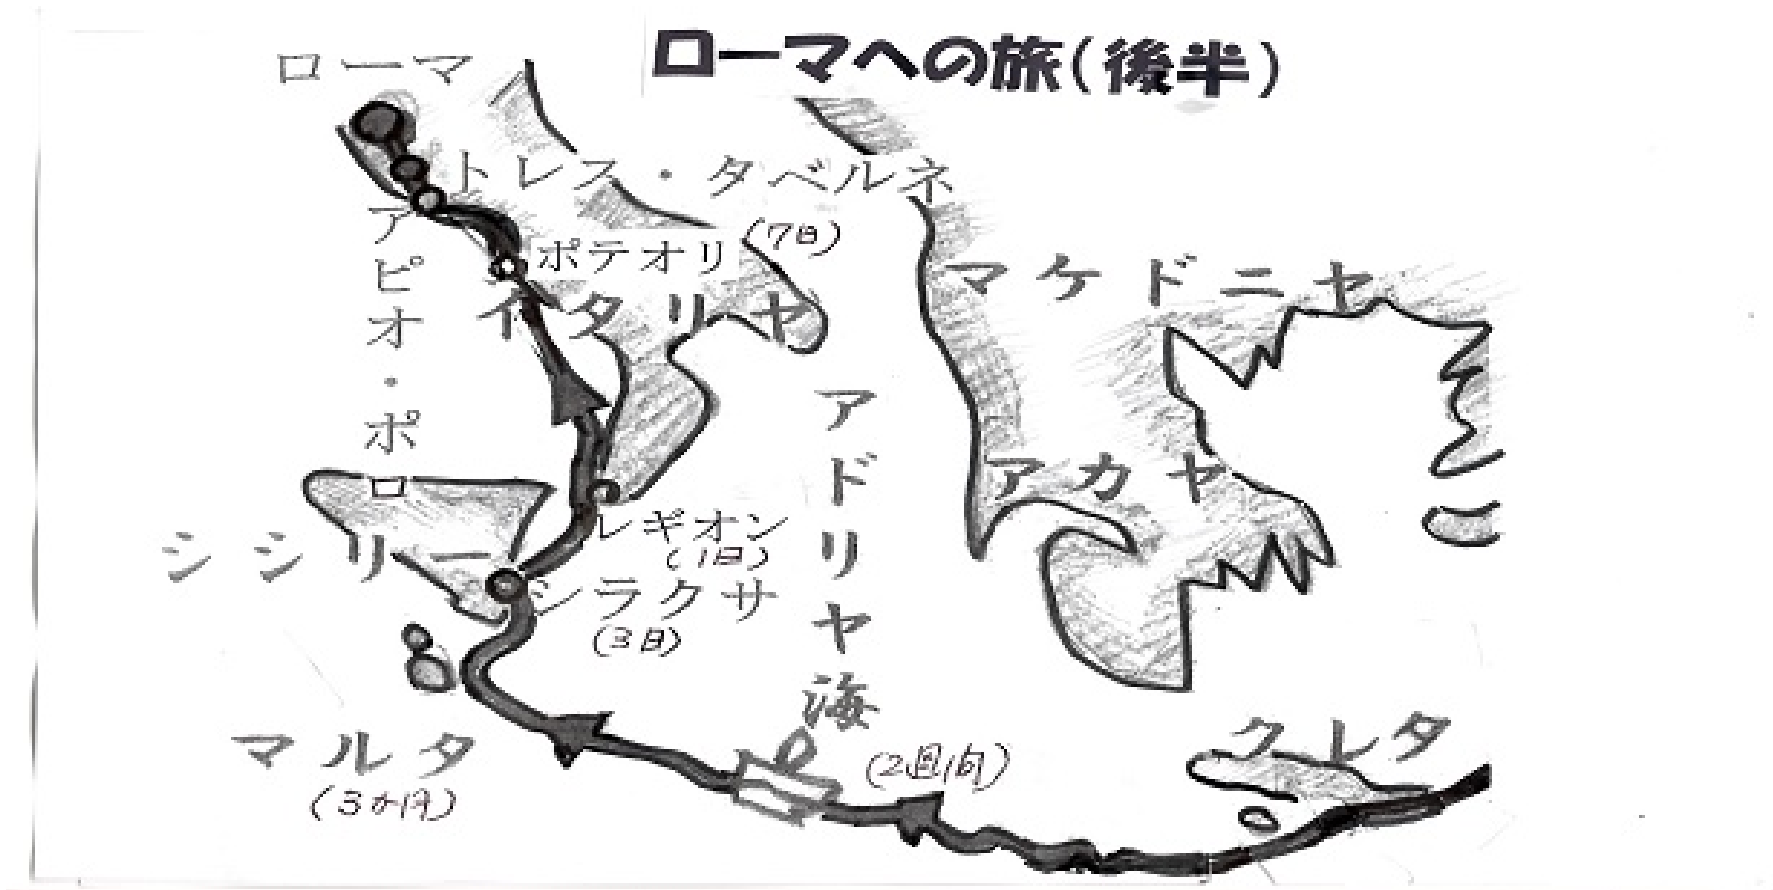 ローマへの旅(後半)
ローマ
トレス・タベルネ
アピオ・ポロ
ポテオリ
(7日)
イタリヤ
マケドニヤ
アドリヤ海
アカヤ
レギオン
(1日)
シシリー
シラクサ
(3日)
マルタ
(3か月)
(2週間)
クレタ